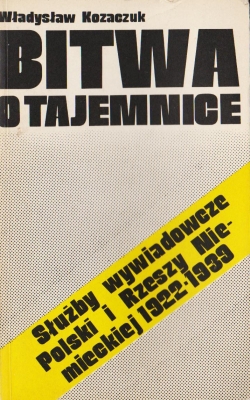 Władysław Kozaczuk
BITWA
O TAJEMNICE
Służby wywiadowcze
Polski i Rzeszy Nie-
mieckiej 1922-1939